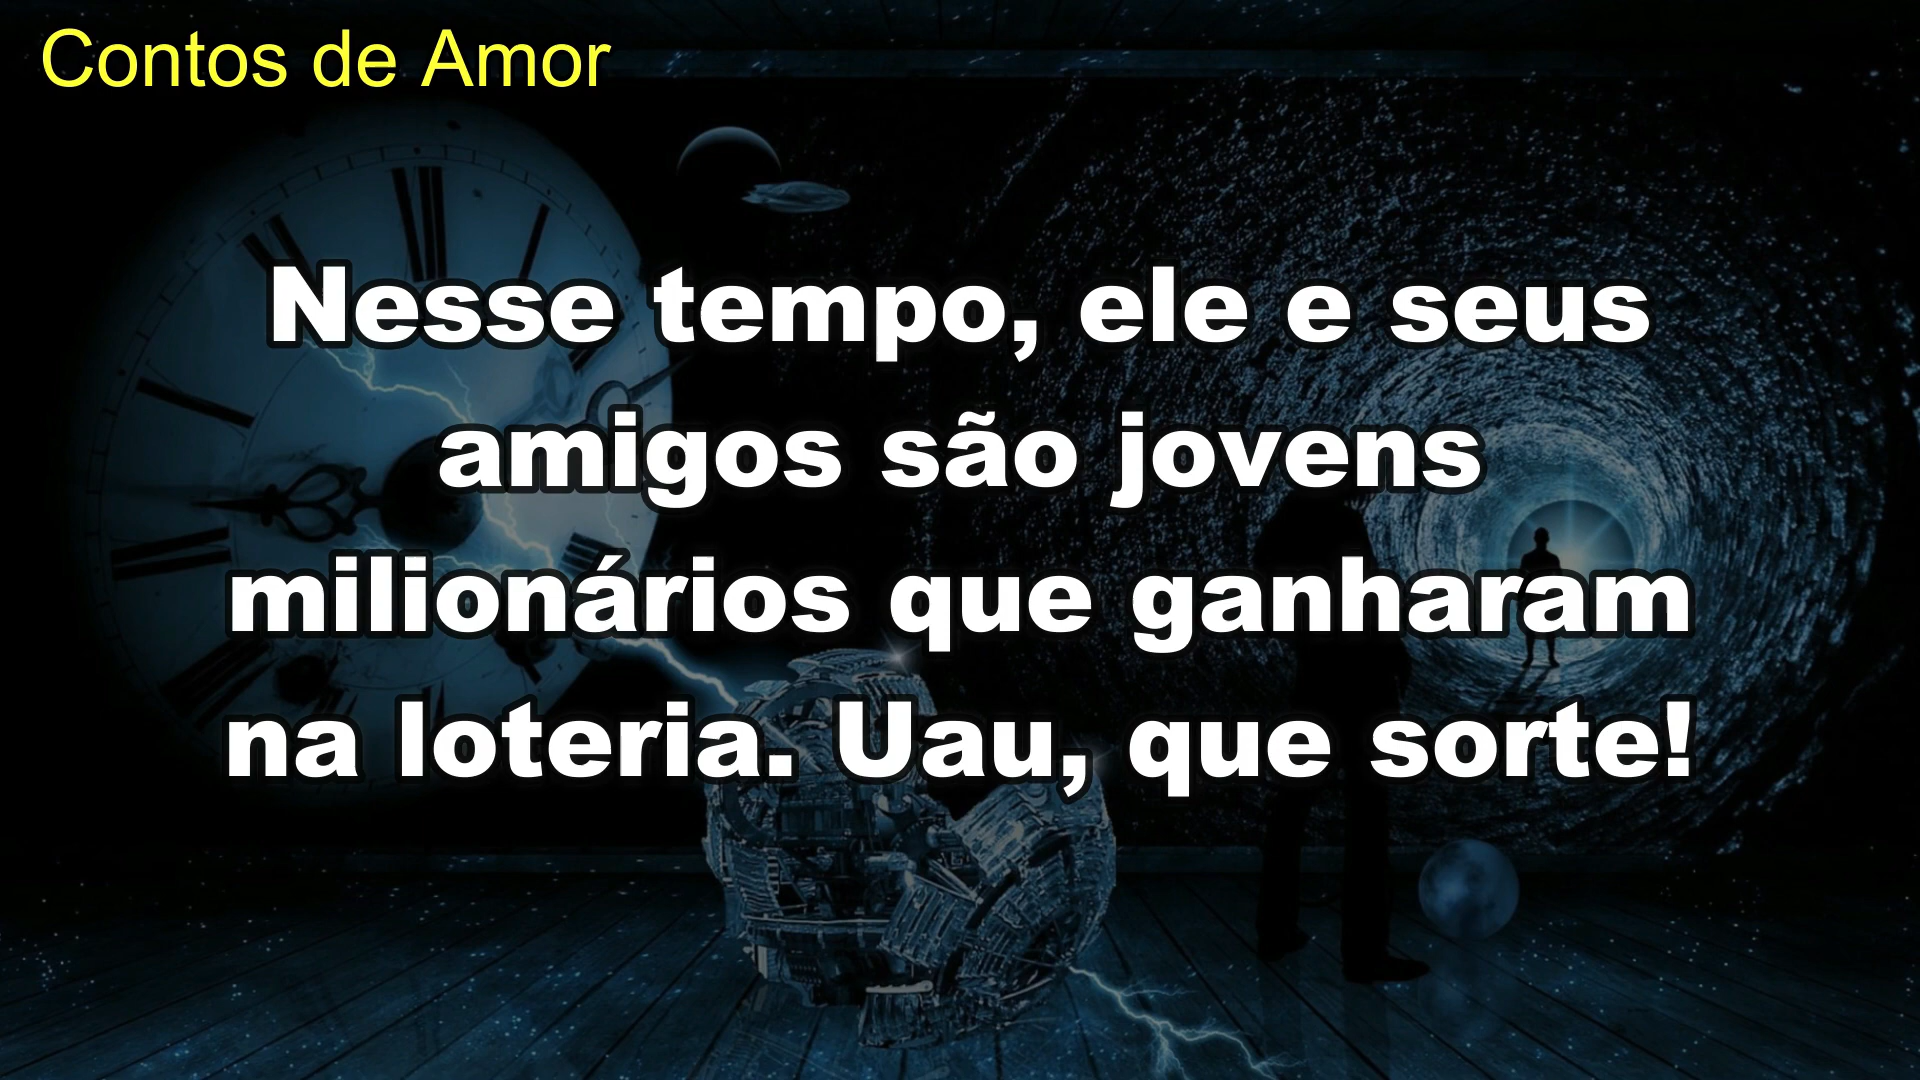 Contos de Amor
Nesse tempo, ele e seus
amigos são jovens
milionários que ganharam
na loteria. Uau, que sorte!